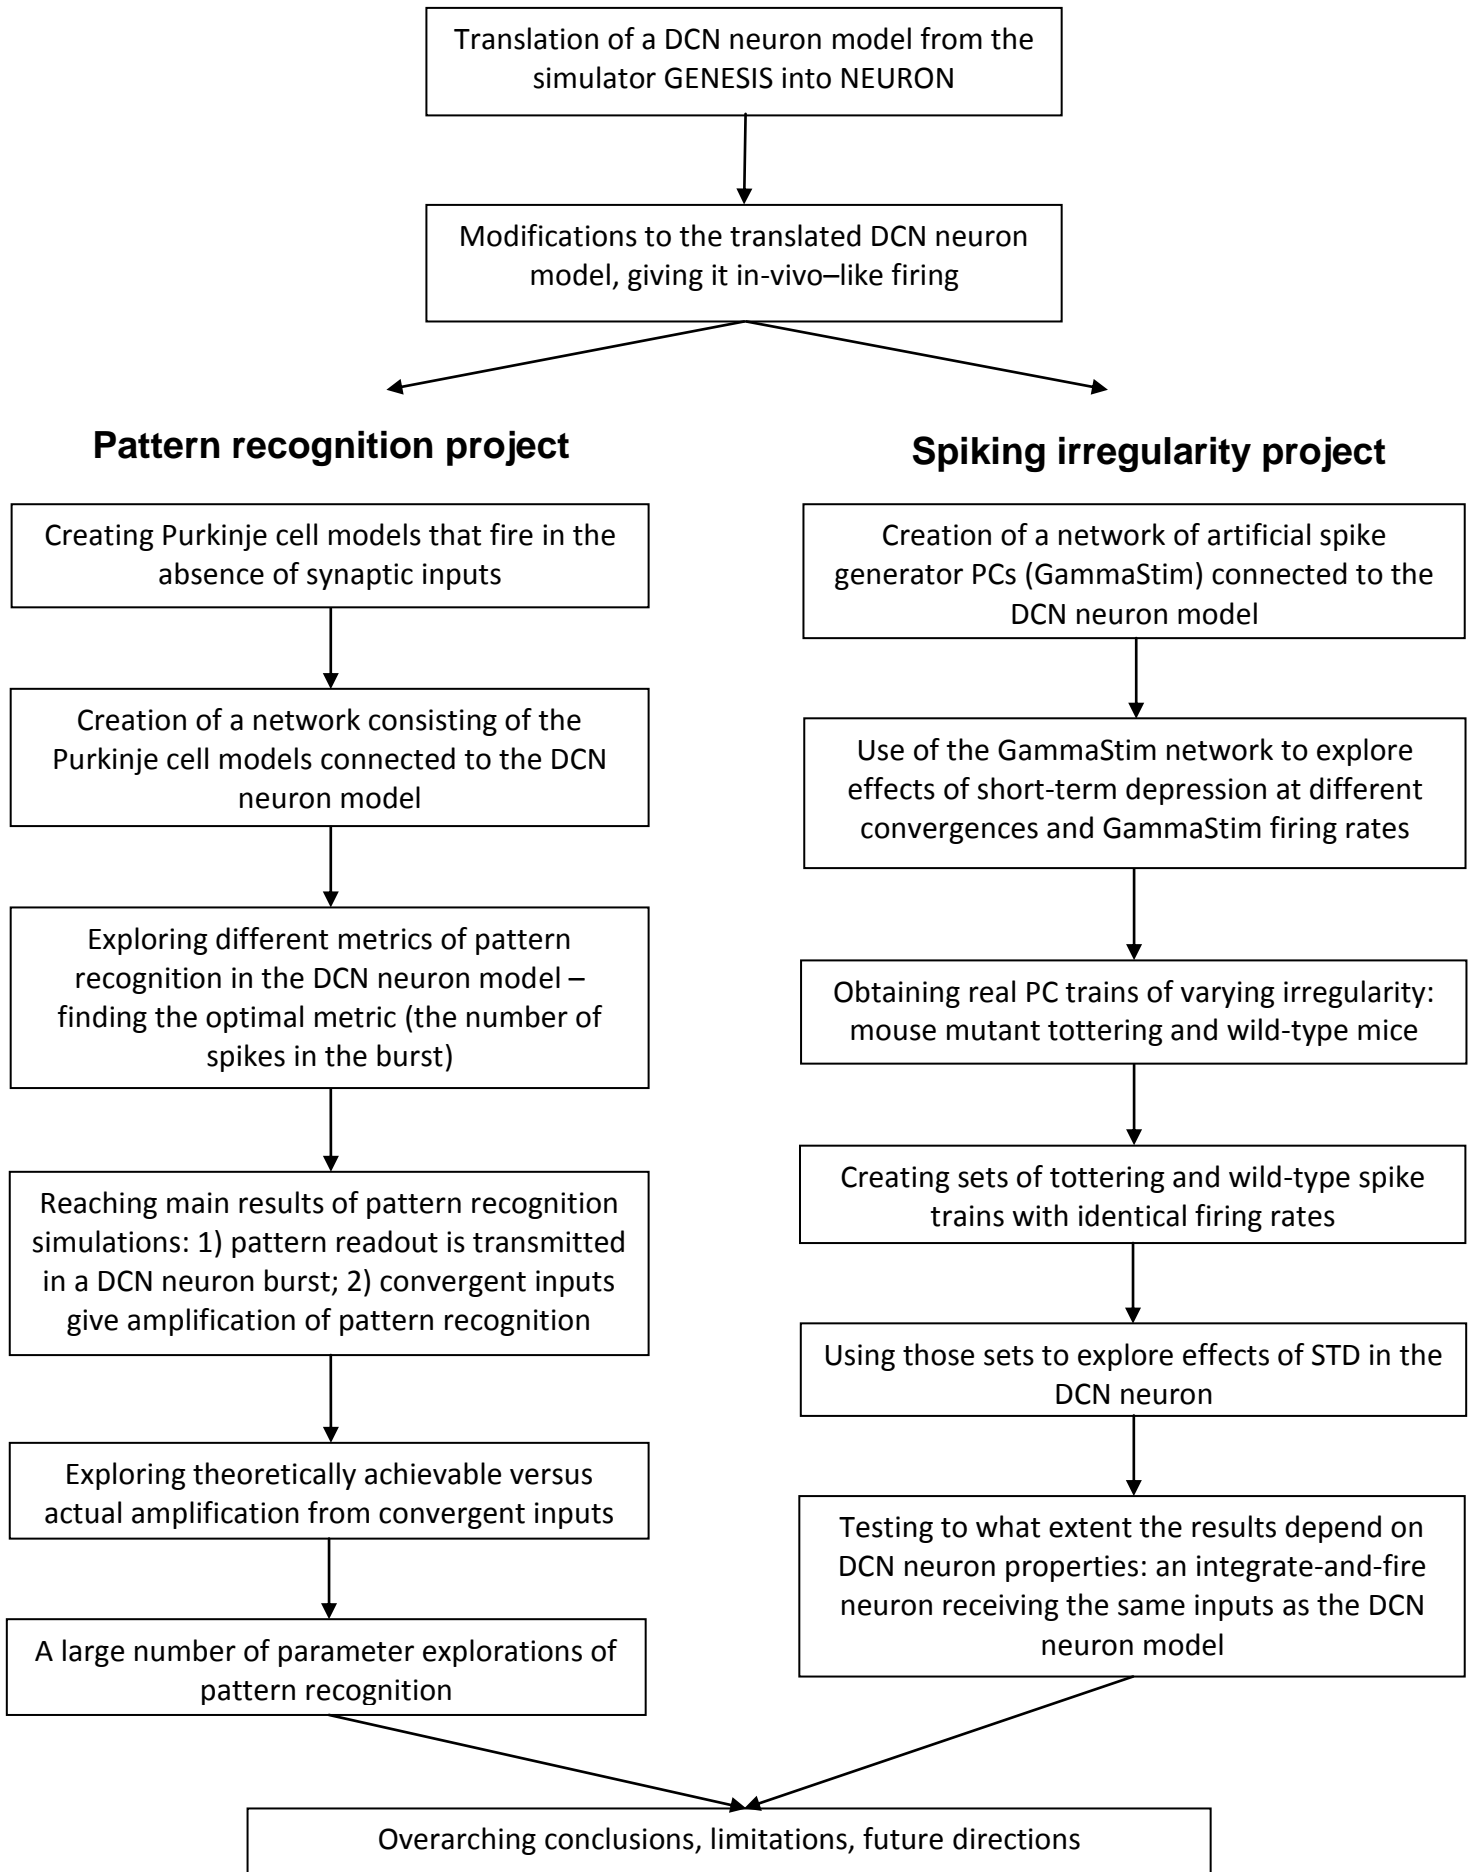 Translation of a DCN neuron model from the
simulator GENESIS into NEURON
Modifications to the translated DCN neuron
model, giving it in-vivo–like firing
Pattern recognition project
Creating Purkinje cell models that fire in the
absence of synaptic inputs
Creation of a network consisting of the
Purkinje cell models connected to the DCN
neuron model
Exploring different metrics of pattern
recognition in the DCN neuron model –
finding the optimal metric (the number of
spikes in the burst)
Reaching main results of pattern recognition
simulations: 1) pattern readout is transmitted
in a DCN neuron burst; 2) convergent inputs
give amplification of pattern recognition
Exploring theoretically achievable versus
actual amplification from convergent inputs
A large number of parameter explorations of
pattern recognition
Spiking irregularity project
Creation of a network of artificial spike
generator PCs (GammaStim) connected to the
DCN neuron model
Use of the GammaStim network to explore
effects of short-term depression at different
convergences and GammaStim firing rates
Obtaining real PC trains of varying irregularity:
mouse mutant tottering and wild-type mice
Creating sets of tottering and wild-type spike
trains with identical firing rates
Using those sets to explore effects of STD in the
DCN neuron
Testing to what extent the results depend on
DCN neuron properties: an integrate-and-fire
neuron receiving the same inputs as the DCN
neuron model
Overarching conclusions, limitations, future directions